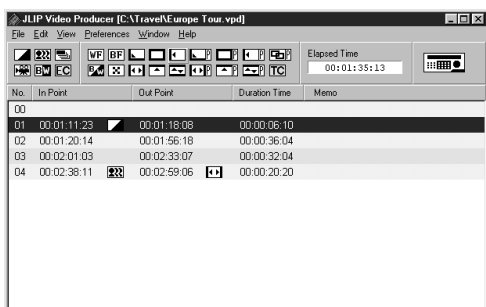 JLIP Video Producer [C:\Travel\Europe Tour.vpd]
File Edit View Preferences Window Help
WF BF P P P P Elapsed Time
BW EC B/W P P P TC 00:01:35:13
No. In Point Out Point Duration Time Memo
00
01 00:01:11:23 00:01:18:08 00:00:06:10
02 00:01:20:14 00:01:56:18 00:00:36:04
03 00:02:01:03 00:02:33:07 00:00:32:04
04 00:02:38:11 00:02:59:06 00:00:20:20